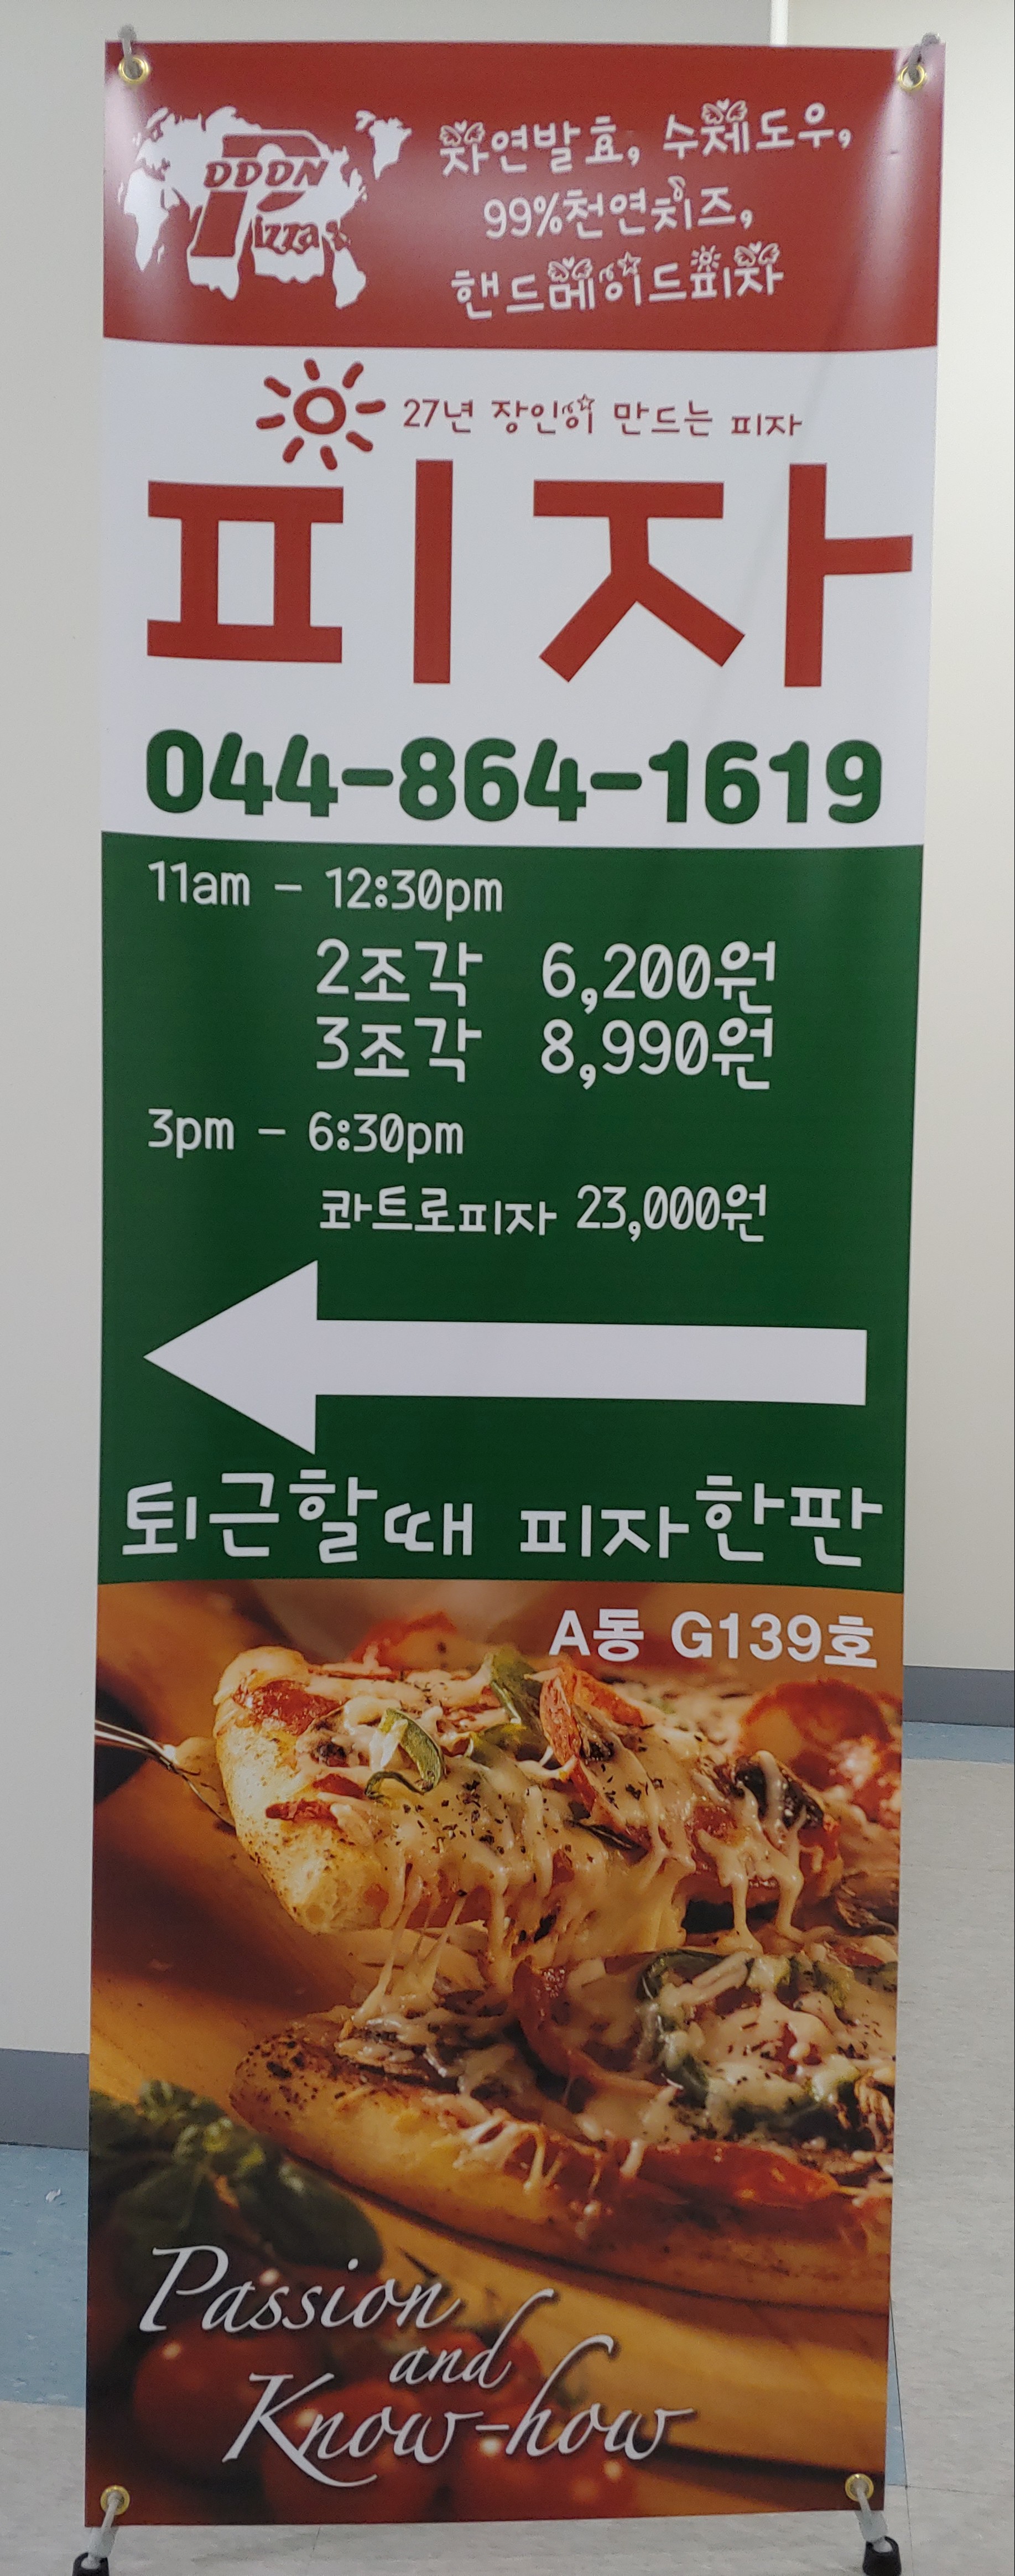 DDDN
Pizza
자연발효, 수제도우,
99%천연치즈,
핸드메이드피자
27년 장인이 만드는 피자
피자
044-864-1619
11am - 12:30pm
2조각 6,200원
3조각 8,990원
3pm - 6:30pm
콰트로피자 23,000원
퇴근할때 피자한판
A동 G139호
Passion
and
Know-how